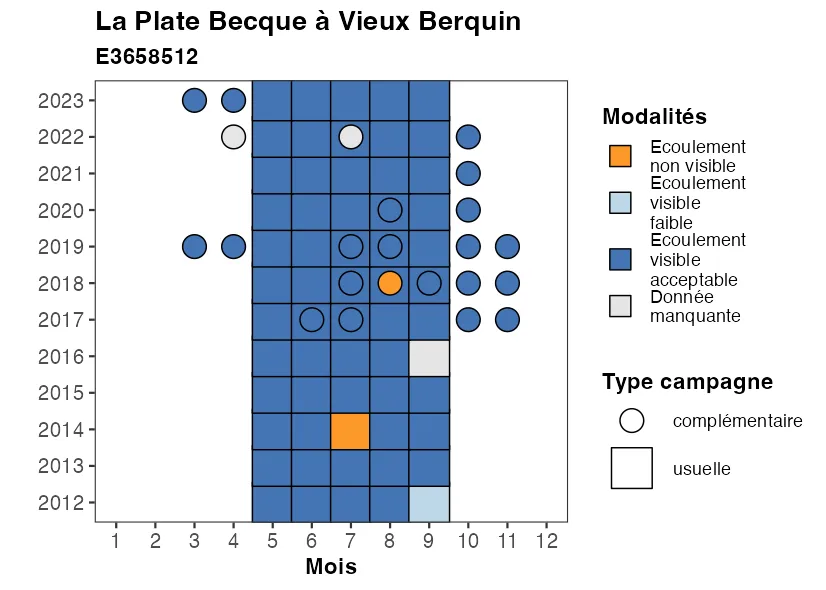 La Plate Becque à Vieux Berquin
E3658512
2023
2022
2021
2020
2019
2018
2017
2016
2015
2014
2013
2012
1 2 3 4 5 6 7 8 9 10 11 12
Mois
Modalités
Ecoulement
non visible
Ecoulement
visible
faible
Ecoulement
visible
acceptable
Donnée
manquante
Type campagne
complémentaire
usuelle